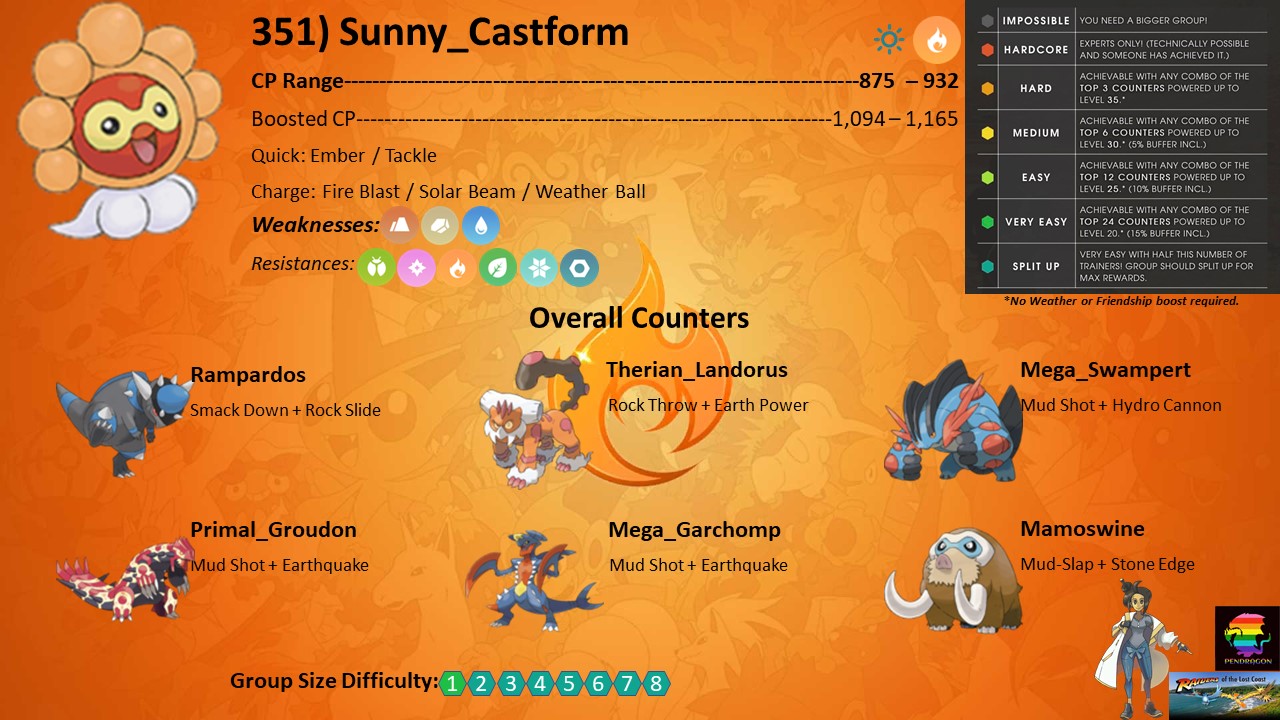 351) Sunny_Castform
CP Range-------------------------------------------------------------------------875 – 932
Boosted CP-------------------------------------------------------------------1,094 – 1,165
Quick: Ember / Tackle
Charge: Fire Blast / Solar Beam / Weather Ball
Weaknesses:
Resistances:
IMPOSSIBLE YOU NEED A BIGGER GROUP!
HARDCORE EXPERTS ONLY! (TECHNICALLY POSSIBLE
AND SOMEONE HAS ACHIEVED IT.)
HARD ACHIEVABLE WITH ANY COMBO OF THE
TOP 3 COUNTERS POWERED UP TO
LEVEL 35.*
MEDIUM ACHIEVABLE WITH ANY COMBO OF THE
TOP 6 COUNTERS POWERED UP TO
LEVEL 30.* (5% BUFFER INCL.)
EASY ACHIEVABLE WITH ANY COMBO OF THE
TOP 12 COUNTERS POWERED UP TO
LEVEL 25.* (10% BUFFER INCL.)
VERY EASY ACHIEVABLE WITH ANY COMBO OF THE
TOP 24 COUNTERS POWERED UP TO
LEVEL 20.* (15% BUFFER INCL.)
SPLIT UP VERY EASY WITH HALF THIS NUMBER OF
TRAINERS! GROUP SHOULD SPLIT UP FOR
MAX REWARDS.
*No Weather or Friendship boost required.
Overall Counters
Rampardos
Smack Down + Rock Slide
Therian_Landorus
Rock Throw + Earth Power
Mega_Swampert
Mud Shot + Hydro Cannon
Primal_Groudon
Mud Shot + Earthquake
Mega_Garchomp
Mud Shot + Earthquake
Mamoswine
Mud-Slap + Stone Edge
Group Size Difficulty: 1 2 3 4 5 6 7 8
PENDRAGON
RAIDERS of the Lost Coast